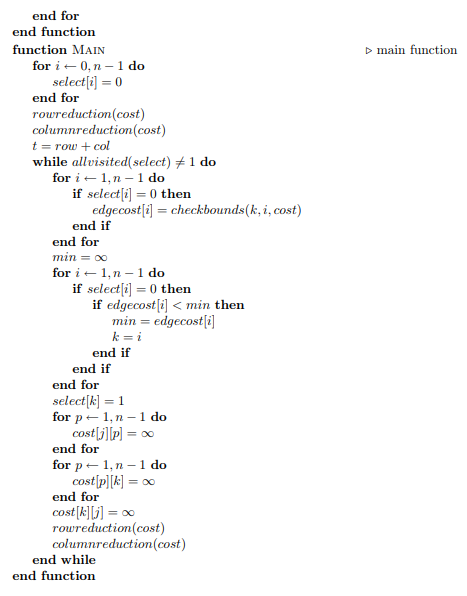 end for
end function
function MAIN ▷ main function
for i ← 0, n − 1 do
select[i] = 0
end for
rowreduction(cost)
columnreduction(cost)
t = row + col
while allvisited(select) ≠ 1 do
for i ← 1, n − 1 do
if select[i] = 0 then
edgecost[i] = checkbounds(k, i, cost)
end if
end for
min = ∞
for i ← 1, n − 1 do
if select[i] = 0 then
if edgecost[i] < min then
min = edgecost[i]
k = i
end if
end if
end for
select[k] = 1
for p ← 1, n − 1 do
cost[j][p] = ∞
end for
for p ← 1, n − 1 do
cost[p][k] = ∞
end for
cost[k][j] = ∞
rowreduction(cost)
columnreduction(cost)
end while
end function